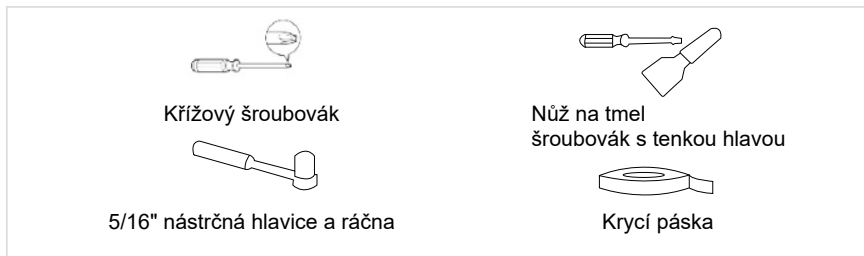 Křížový šroubovák
Nůž na tmel
šroubovák s tenkou hlavou
5/16" nástrčná hlavice a ráčna
Krycí páska